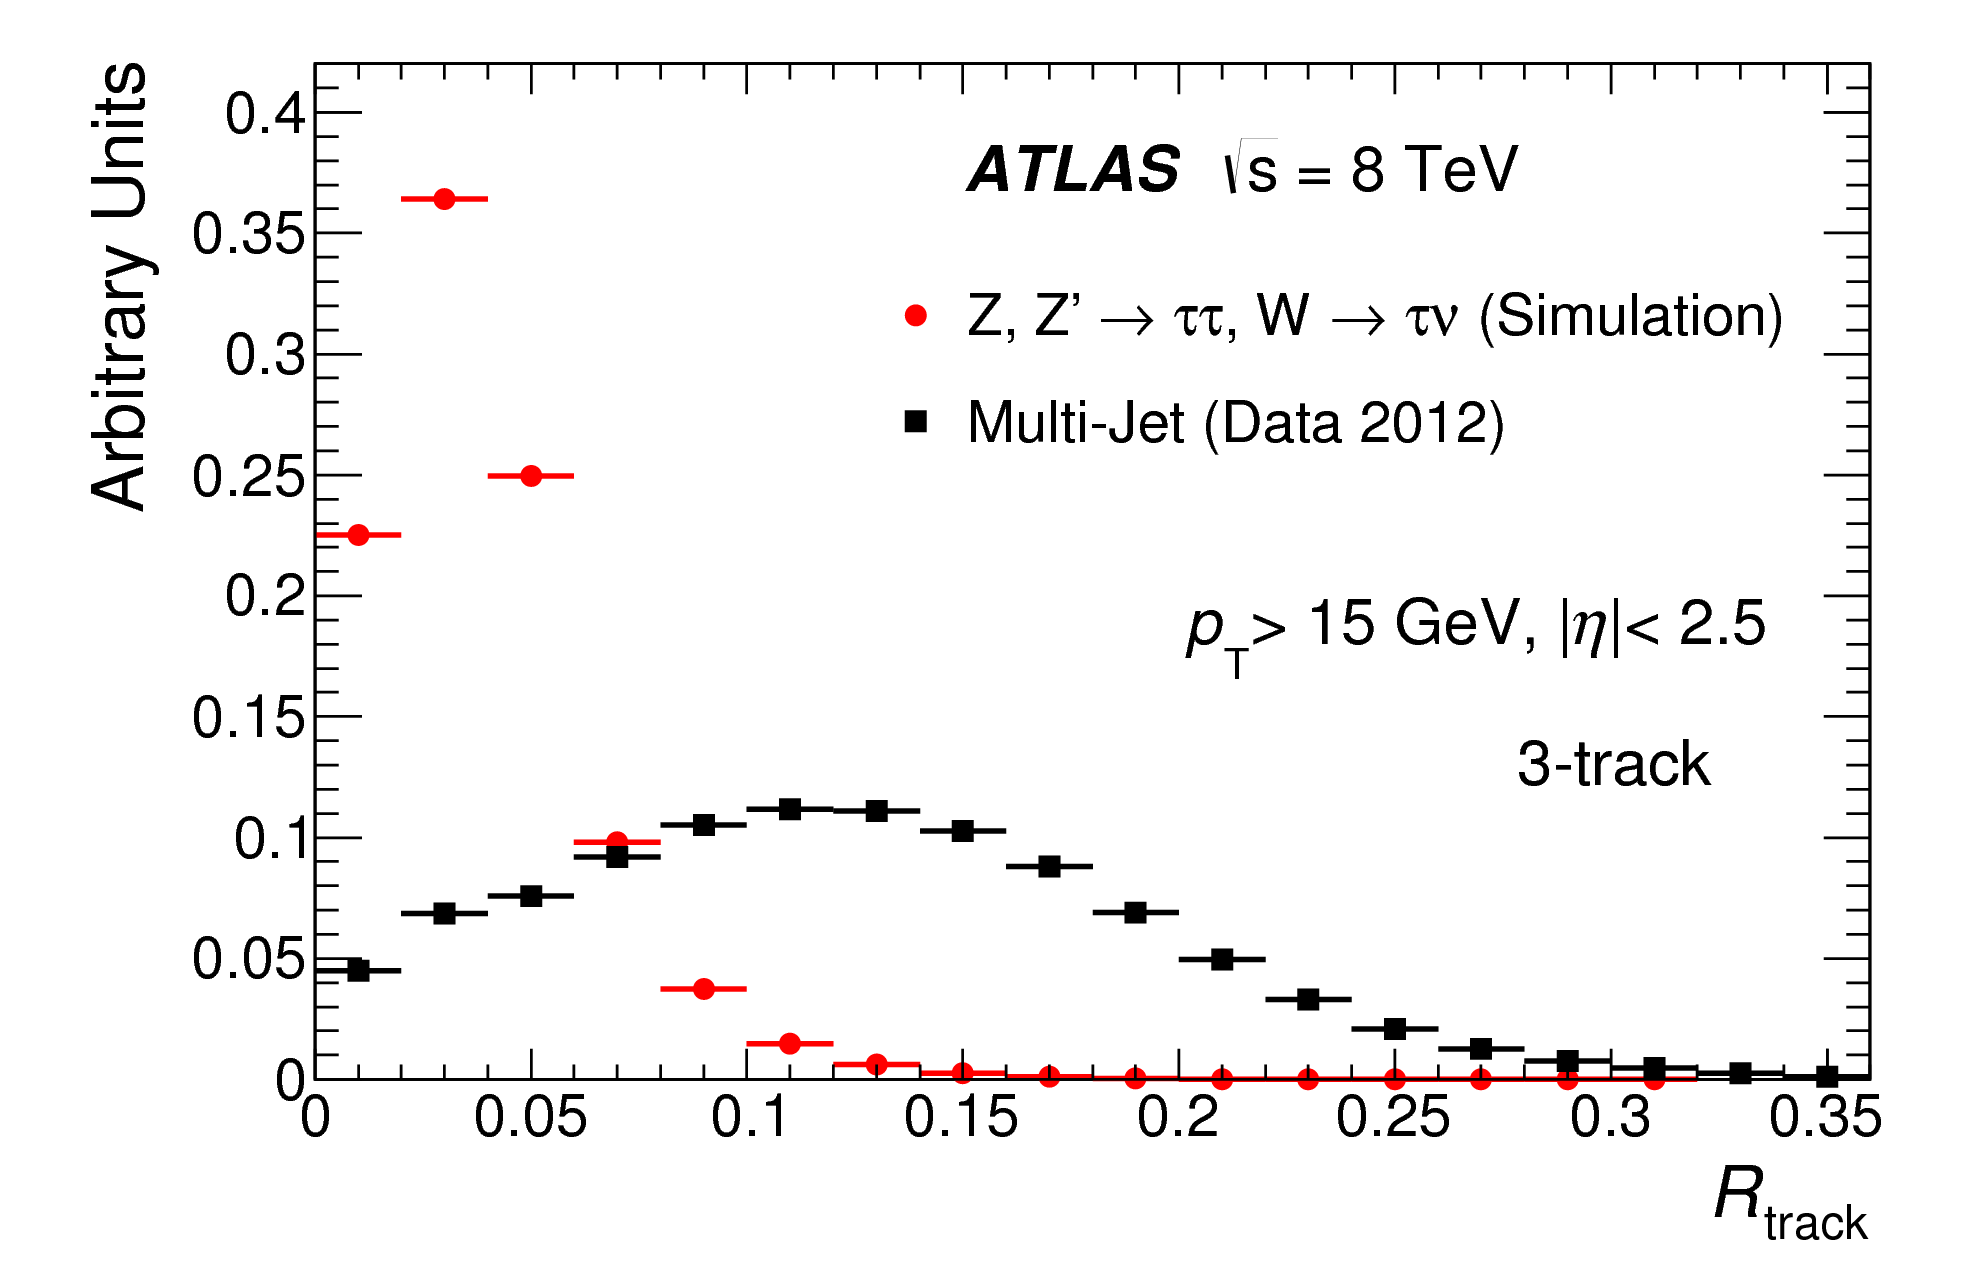 Arbitrary Units
0.4
0.35
0.3
0.25
0.2
0.15
0.1
0.05
0
ATLAS √s = 8 TeV
Z, Z' → ττ, W → τν (Simulation)
Multi-Jet (Data 2012)
p_T > 15 GeV, |η| < 2.5
3-track
0 0.05 0.1 0.15 0.2 0.25 0.3 0.35
R_track